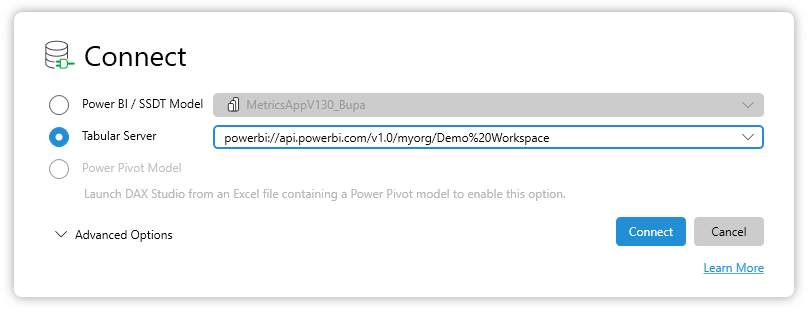 Connect
Power BI / SSDT Model MetricsAppV130_Bupa
Tabular Server powerbi://api.powerbi.com/v1.0/myorg/Demo%20Workspace
Power Pivot Model
Launch DAX Studio from an Excel file containing a Power Pivot model to enable this option.
Advanced Options Connect Cancel
Learn More